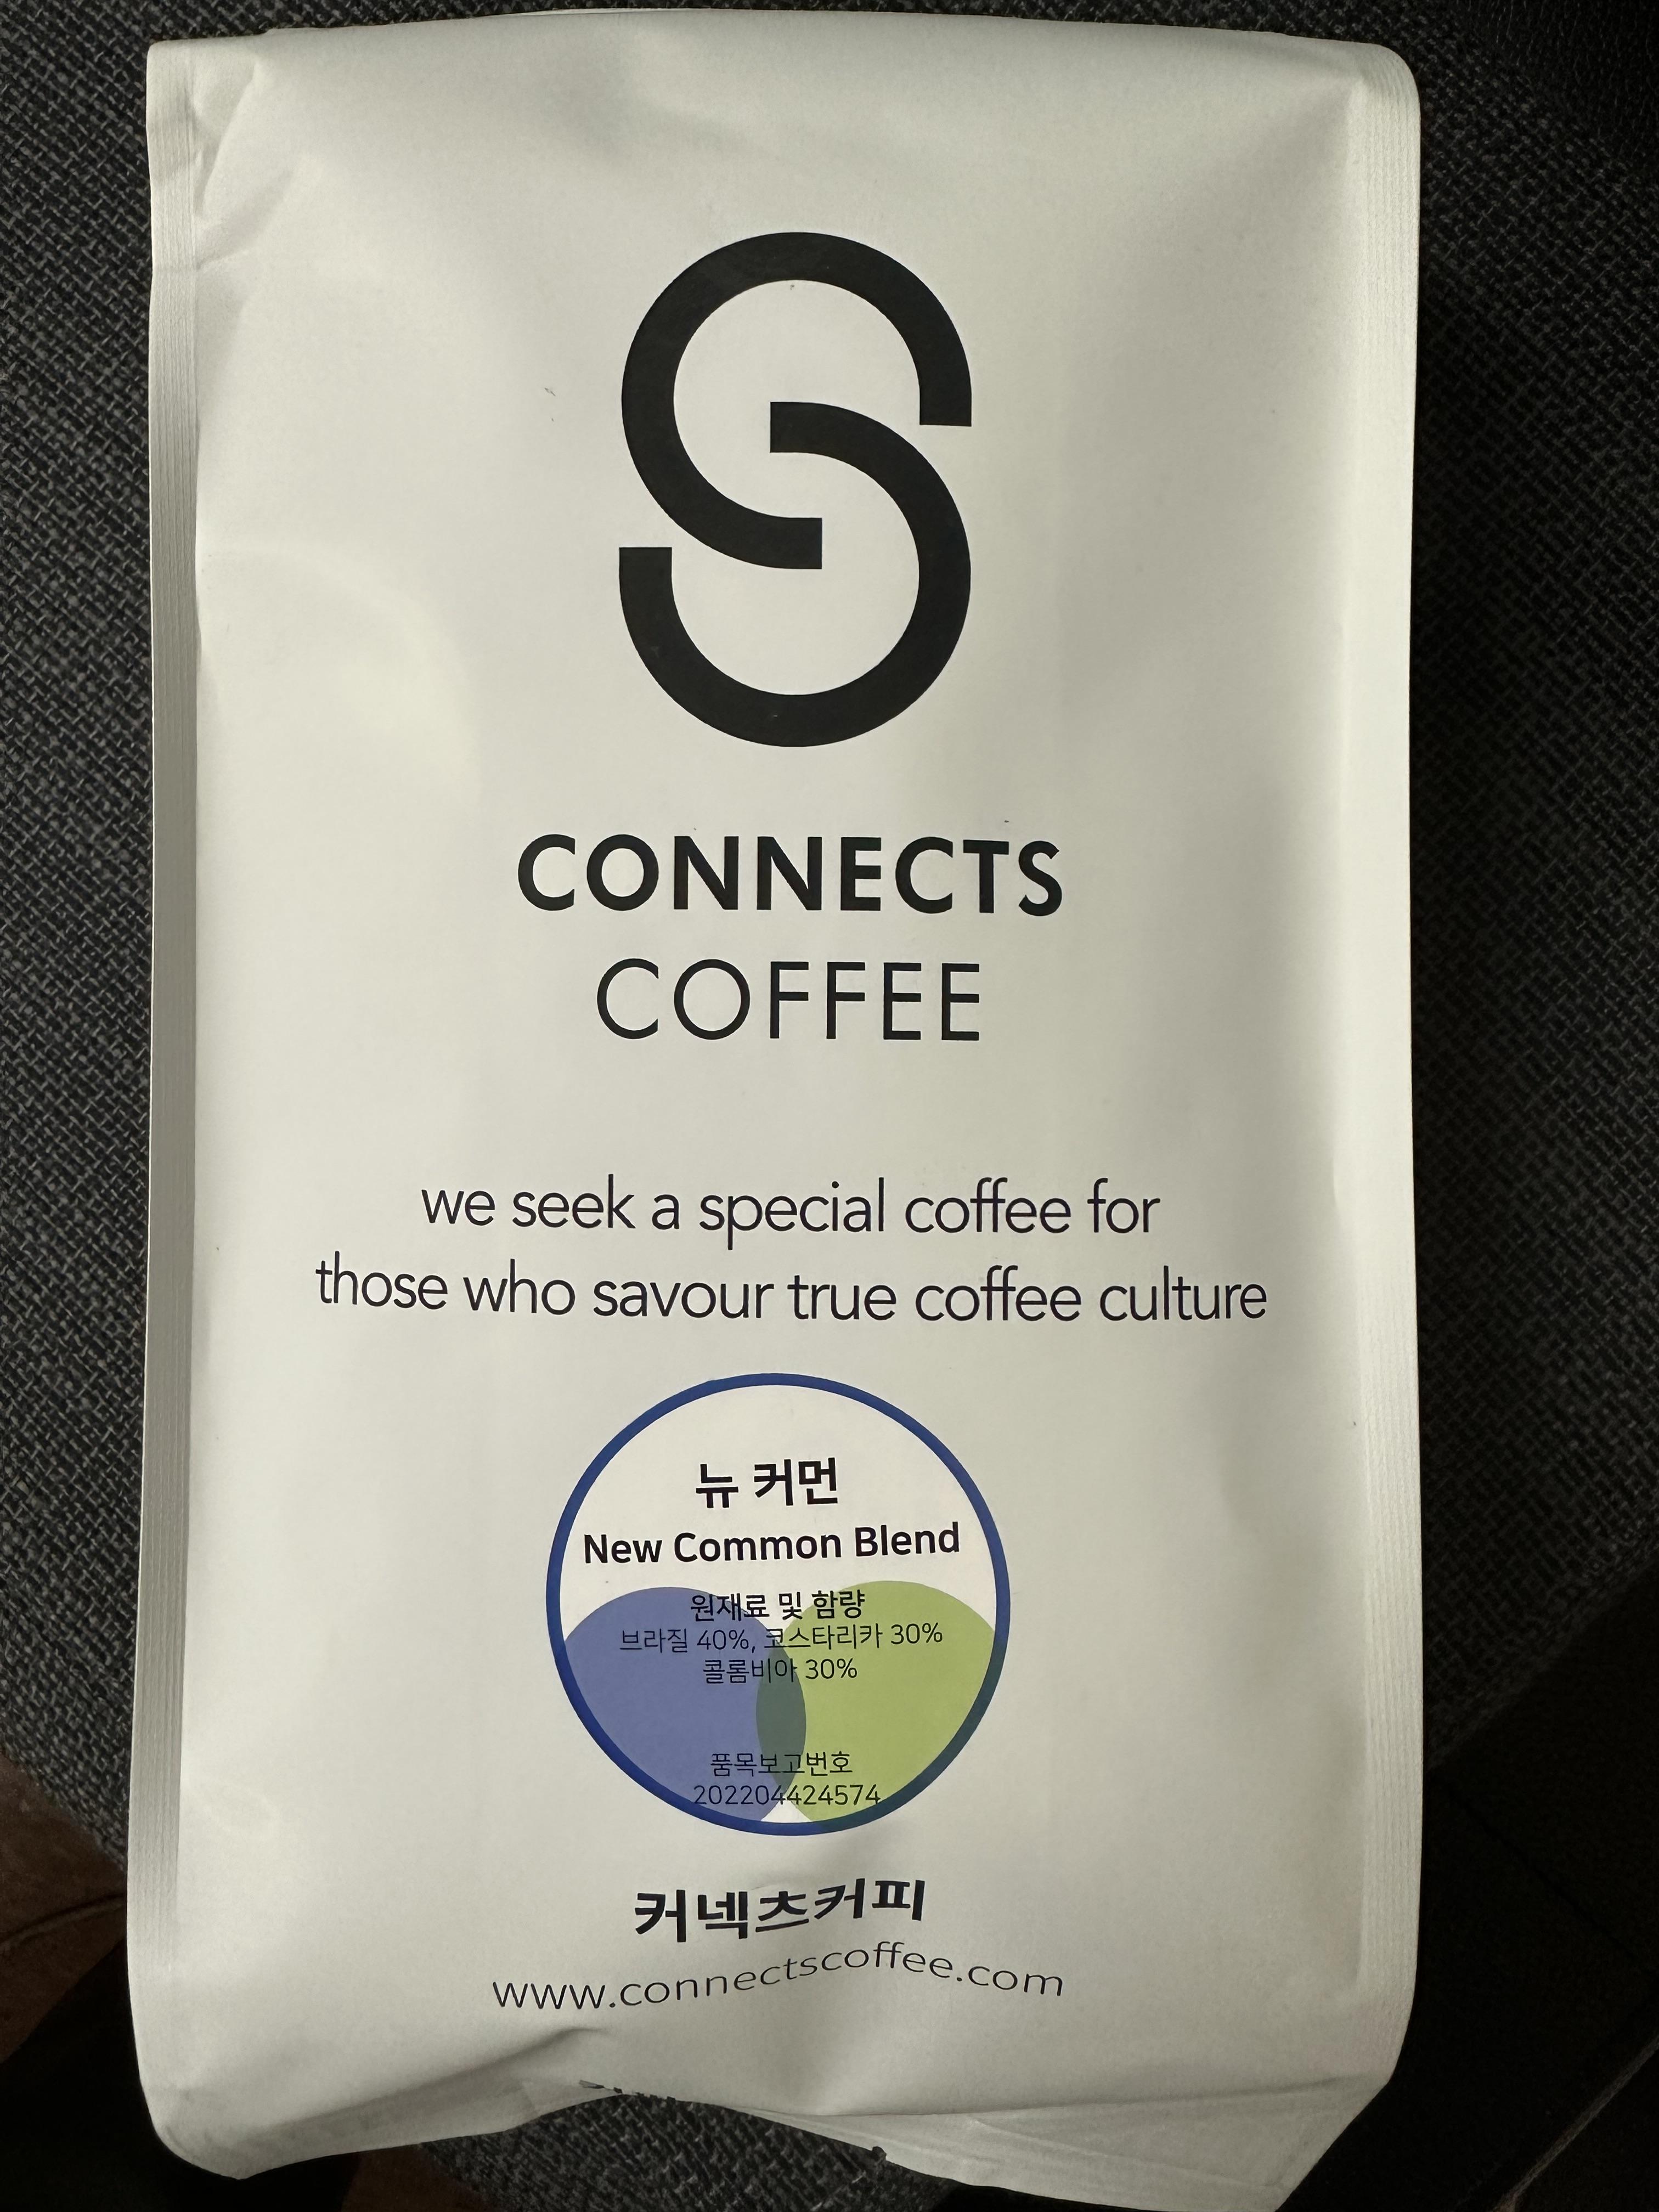 CONNECTS
COFFEE
we seek a special coffee for
those who savour true coffee culture
뉴 커먼
New Common Blend
원재료 및 함량
브라질 40%, 코스타리카 30%
콜롬비아 30%
품목보고번호
202204424574
커넥츠커피
www.connectscoffee.com